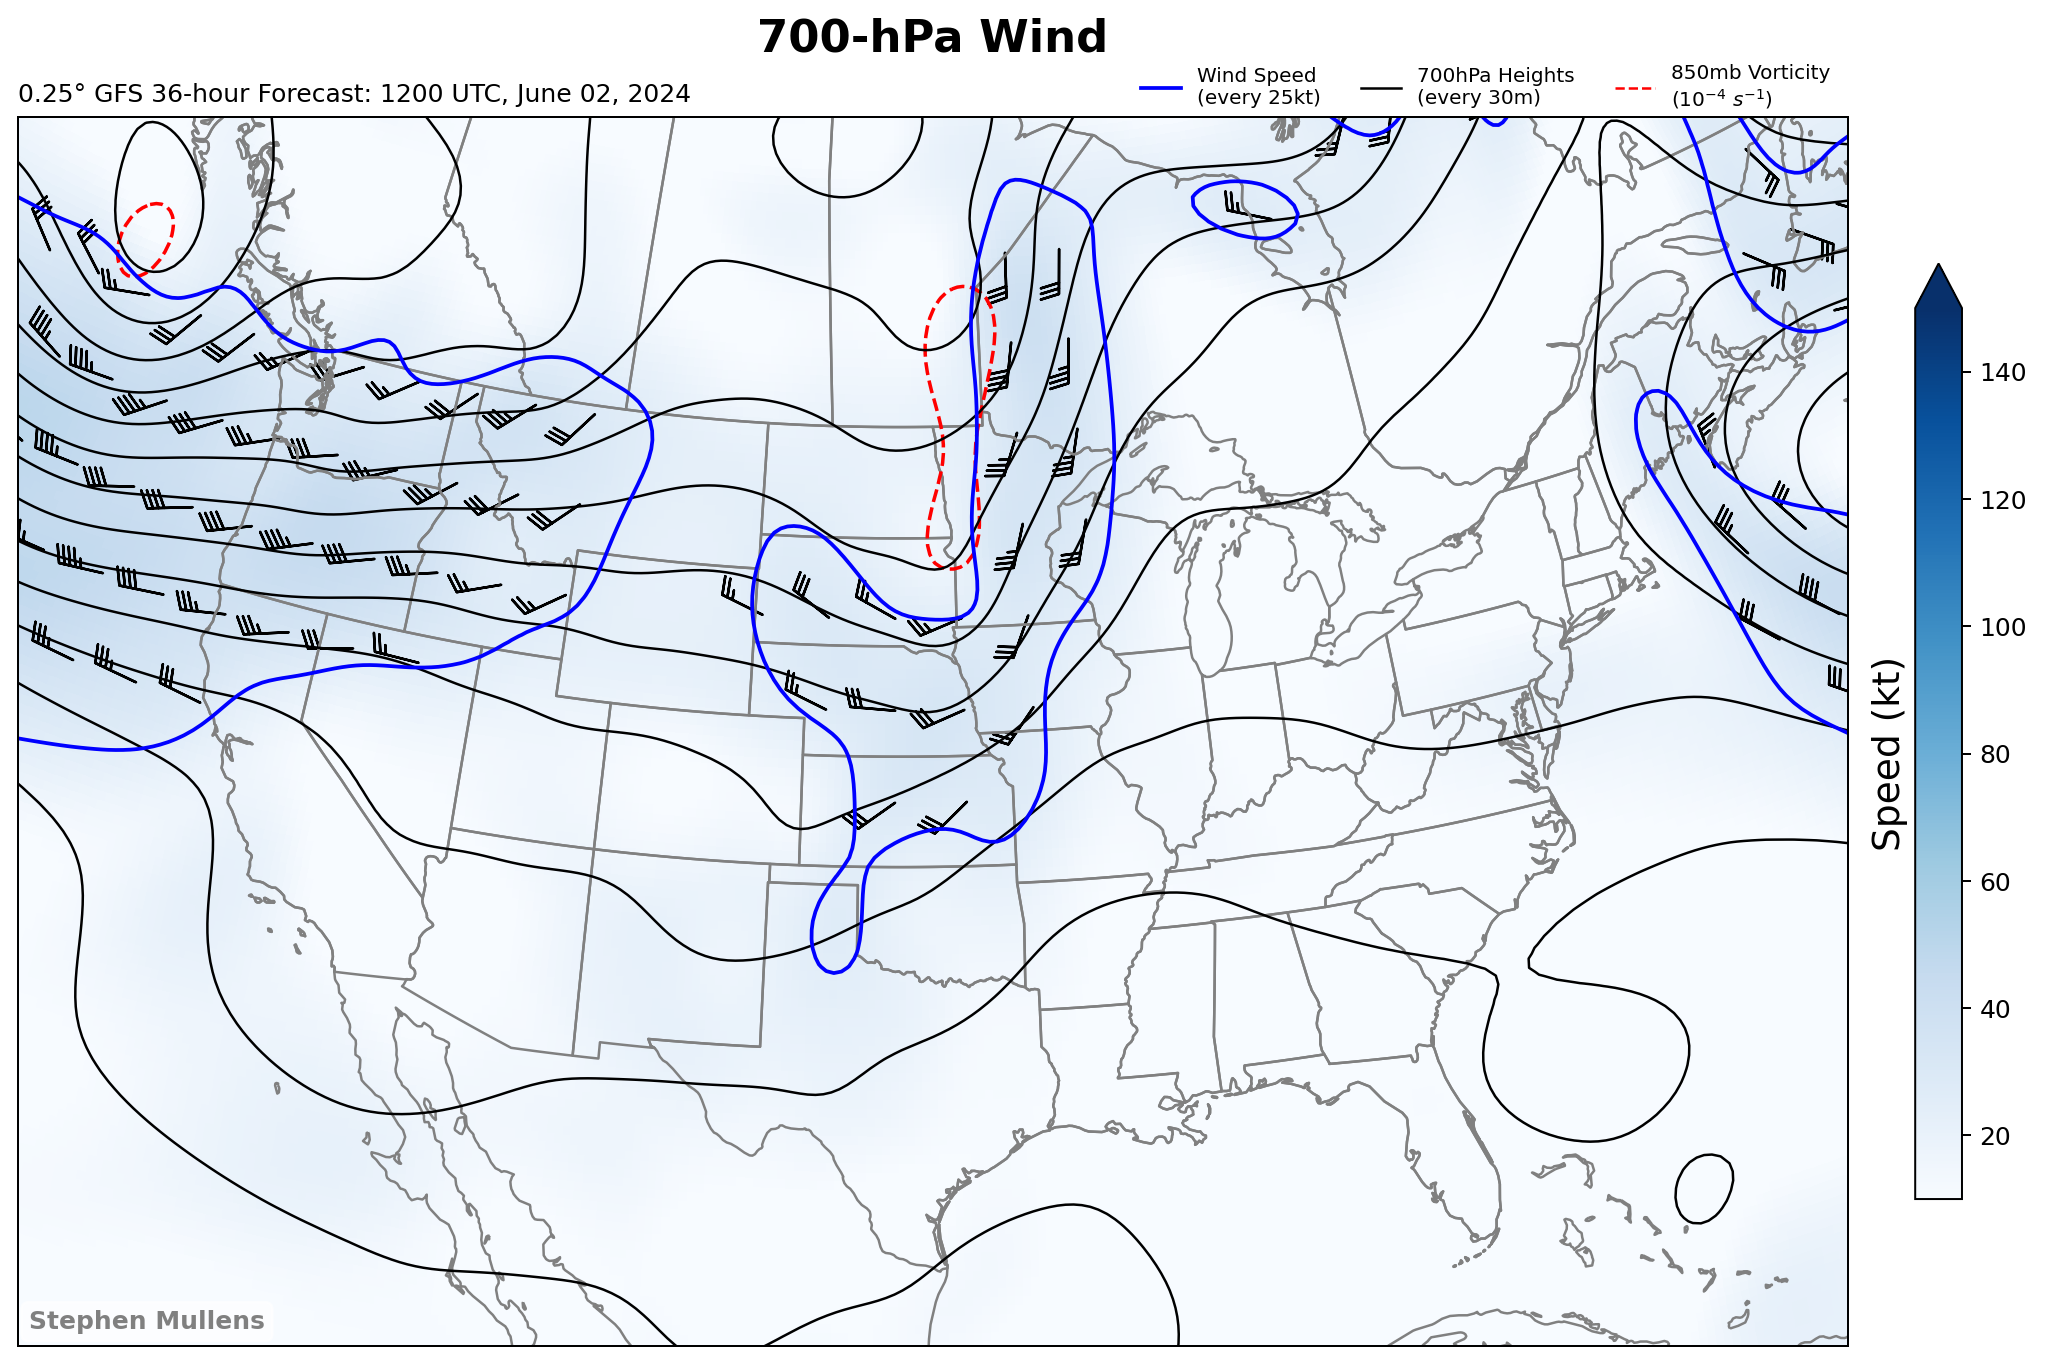 700-hPa Wind
0.25° GFS 36-hour Forecast: 1200 UTC, June 02, 2024
Wind Speed
(every 25kt)
700hPa Heights
(every 30m)
850mb Vorticity
(10⁻⁴ s⁻¹)
140
120
100
80
60
40
20
Speed (kt)
Stephen Mullens